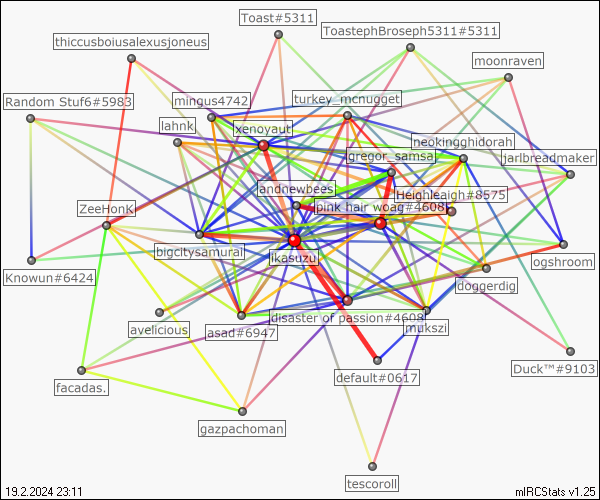 Toast#5311
ToastephBroseph5311#5311
thiccusboiusalexusjoneus
moonraven
Random Stuf6#5983
mingus4742
turkey_mcnugget
lahnk
xenoyaut
neokingghidorah
gregor_samsa
jarlbreadmaker
andnewbees
Heighleaigh#8575
ZeeHonK
pink hair woag#4608
bigcitysamurai
ikasuzu
ogshroom
Knowun#6424
doggerdig
avelicious
disaster of passion#4608
asad#6947
mukszi
Duck™#9103
default#0617
facadas.
gazpachoman
tescoroll
19.2.2024 23:11
mIRCStats v1.25